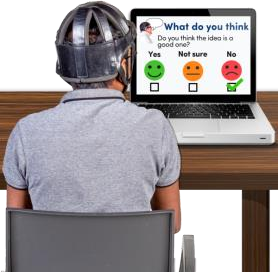 What do you think
Do you think the idea is a
good one?
Yes Not sure No